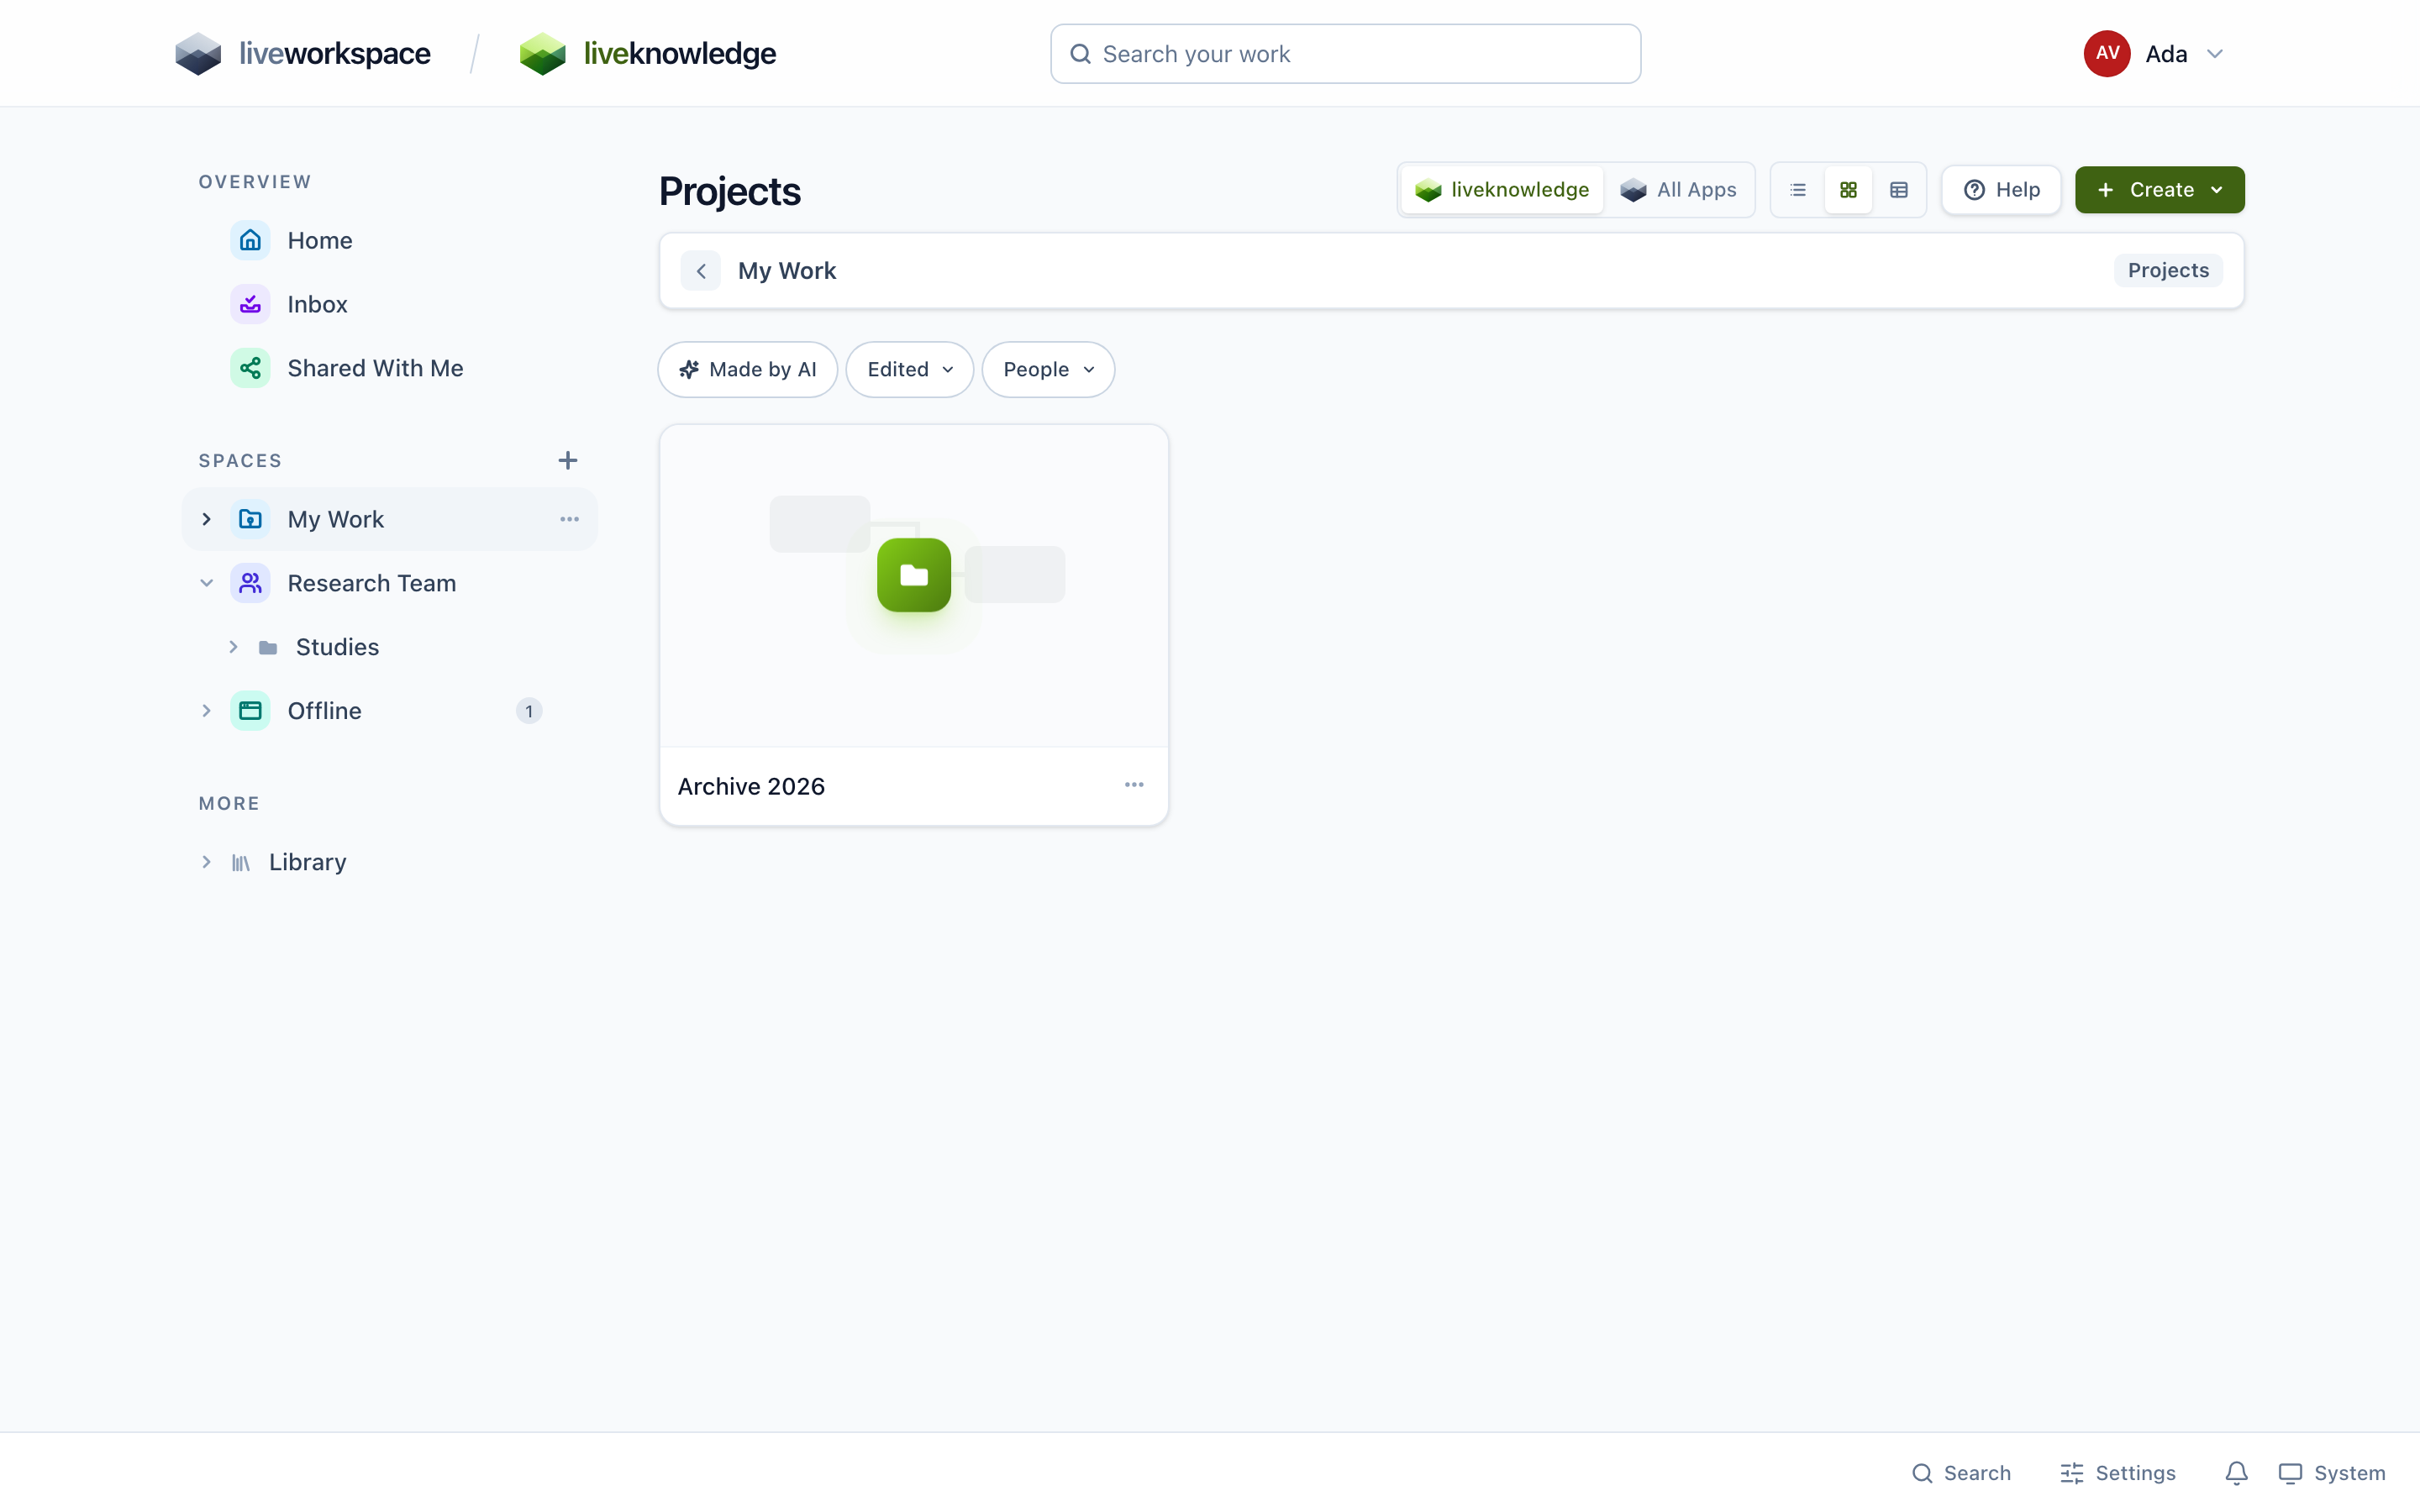 liveworkspace
liveknowledge
Search your work
AV
Ada
OVERVIEW
Home
Inbox
Shared With Me
SPACES
My Work
Research Team
Studies
Offline
1
MORE
Library
Projects
liveknowledge
All Apps
Help
Create
My Work
Projects
Made by AI
Edited
People
Archive 2026
Search
Settings
System